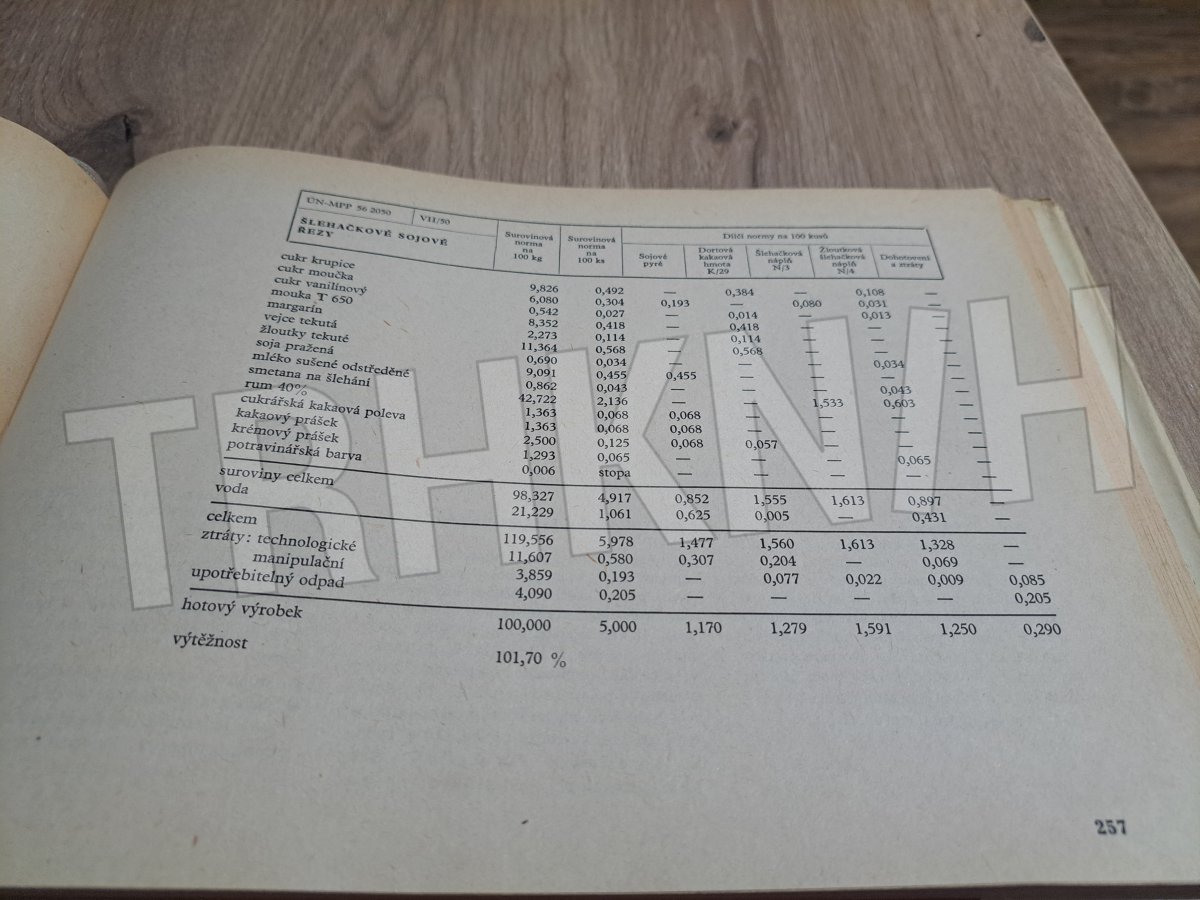 ÚN-MPP 56 2050 VII/50
ŠLEHAČKOVÉ SOJOVÉ ŘEZY
Surovinová norma na 100 kg
Surovinová norma na 100 ks
Dílčí normy na 100 kusů
Sojové pyré
Dortová kakaová hmota K/29
Šlehačková náplň N/3
Žloutková šlehačková náplň N/4
Dohotovení a ztráty
cukr krupice 9,826 0,492 — 0,384 — 0,108 —
cukr moučka 6,080 0,304 0,193 — 0,080 0,031 —
cukr vanilínový 0,542 0,027 — 0,014 — 0,013 —
mouka T 650 8,352 0,418 — 0,418 — — —
margarín 2,273 0,114 — 0,114 — — —
vejce tekutá 11,364 0,568 — 0,568 — — —
žloutky tekuté 0,690 0,034 — — — 0,034 —
soja pražená 9,091 0,455 0,455 — — — —
mléko sušené odstředěné 0,862 0,043 — — — 0,043 —
smetana na šlehání 42,722 2,136 — — 1,533 0,603 —
rum 40% 1,363 0,068 0,068 — — — —
cukrářská kakaová poleva 1,363 0,068 0,068 — — — —
kakaový prášek 2,500 0,125 0,068 0,057 — — —
krémový prášek 1,293 0,065 — — — 0,065 —
potravinářská barva 0,006 stopa — — — — —
suroviny celkem 98,327 4,917 0,852 1,555 1,613 0,897 —
voda 21,229 1,061 0,625 0,005 — 0,431 —
celkem 119,556 5,978 1,477 1,560 1,613 1,328 —
ztráty: technologické 11,607 0,580 0,307 0,204 — 0,069 —
manipulační 3,859 0,193 — 0,077 0,022 0,009 0,085
upotřebitelný odpad 4,090 0,205 — — — — 0,205
hotový výrobek 100,000 5,000 1,170 1,279 1,591 1,250 0,290
výtěžnost 101,70 %
257
TRHKNIH